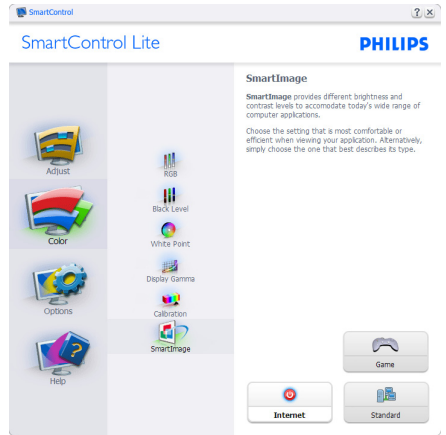 SmartControl
SmartControl Lite
PHILIPS
Adjust
Color
Options
Help
RGB
Black Level
White Point
Display Gamma
Calibration
SmartImage
SmartImage
SmartImage provides different brightness and
contrast levels to accomodate today's wide range of
computer applications.
Choose the setting that is most comfortable or
efficient when viewing your application. Alternatively,
simply choose the one that best describes its type.
Game
Internet
Standard